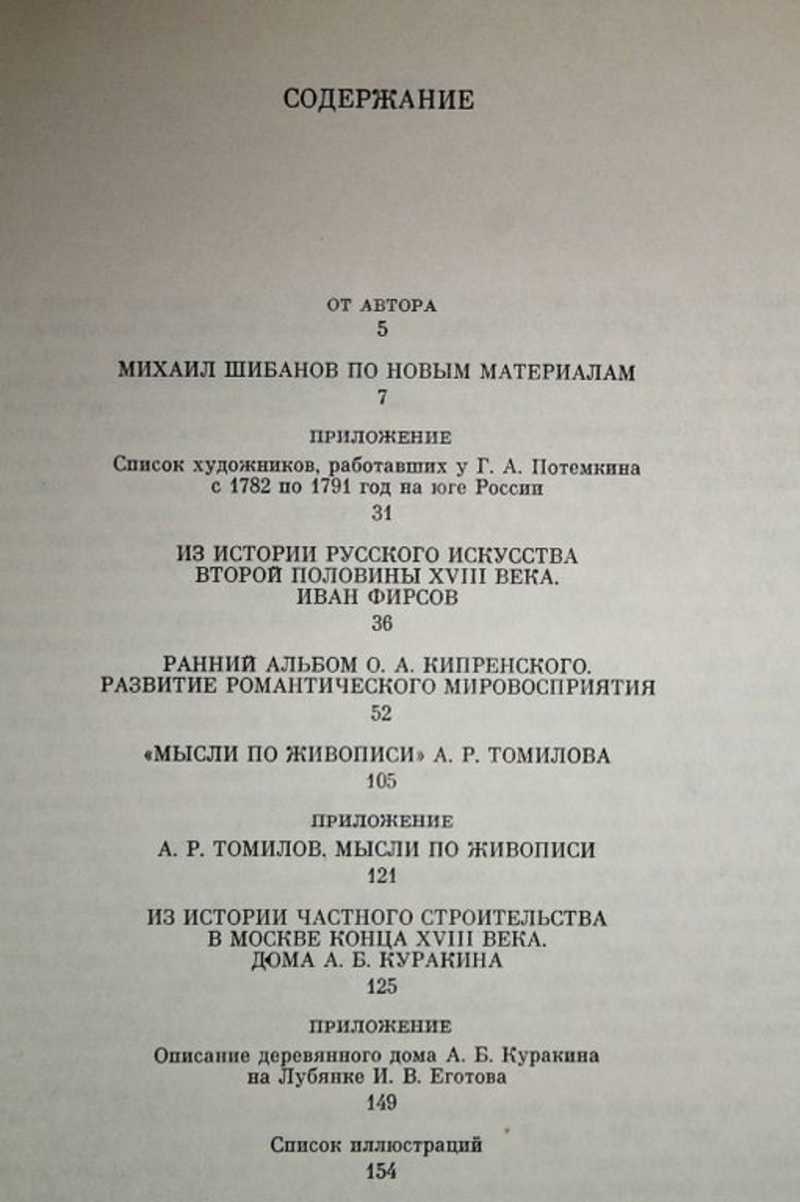 СОДЕРЖАНИЕ
ОТ АВТОРА
5
МИХАИЛ ШИБАНОВ ПО НОВЫМ МАТЕРИАЛАМ
7
ПРИЛОЖЕНИЕ
Список художников, работавших у Г. А. Потемкина
с 1782 по 1791 год на юге России
31
ИЗ ИСТОРИИ РУССКОГО ИСКУССТВА
ВТОРОЙ ПОЛОВИНЫ XVIII ВЕКА.
ИВАН ФИРСОВ
36
РАННИЙ АЛЬБОМ О. А. КИПРЕНСКОГО.
РАЗВИТИЕ РОМАНТИЧЕСКОГО МИРОВОСПРИЯТИЯ
52
«МЫСЛИ ПО ЖИВОПИСИ» А. Р. ТОМИЛОВА
105
ПРИЛОЖЕНИЕ
А. Р. ТОМИЛОВ. МЫСЛИ ПО ЖИВОПИСИ
121
ИЗ ИСТОРИИ ЧАСТНОГО СТРОИТЕЛЬСТВА
В МОСКВЕ КОНЦА XVIII ВЕКА.
ДОМА А. Б. КУРАКИНА
125
ПРИЛОЖЕНИЕ
Описание деревянного дома А. Б. Куракина
на Лубянке И. В. Еготова
149
Список иллюстраций
154